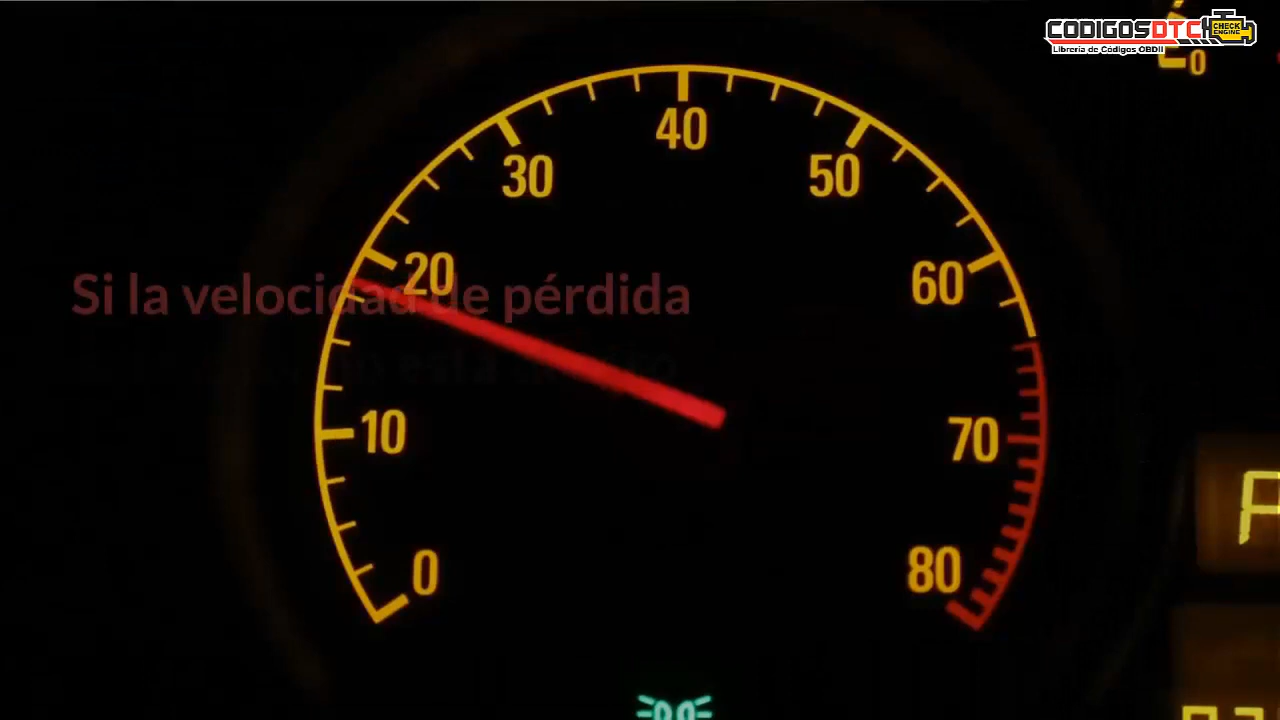 CODIGOSDTC
CHECK
ENGINE
Librería de Códigos OBDII
0
40
30
50
20
60
Si la velocidad de pérdida
10
70
0
80